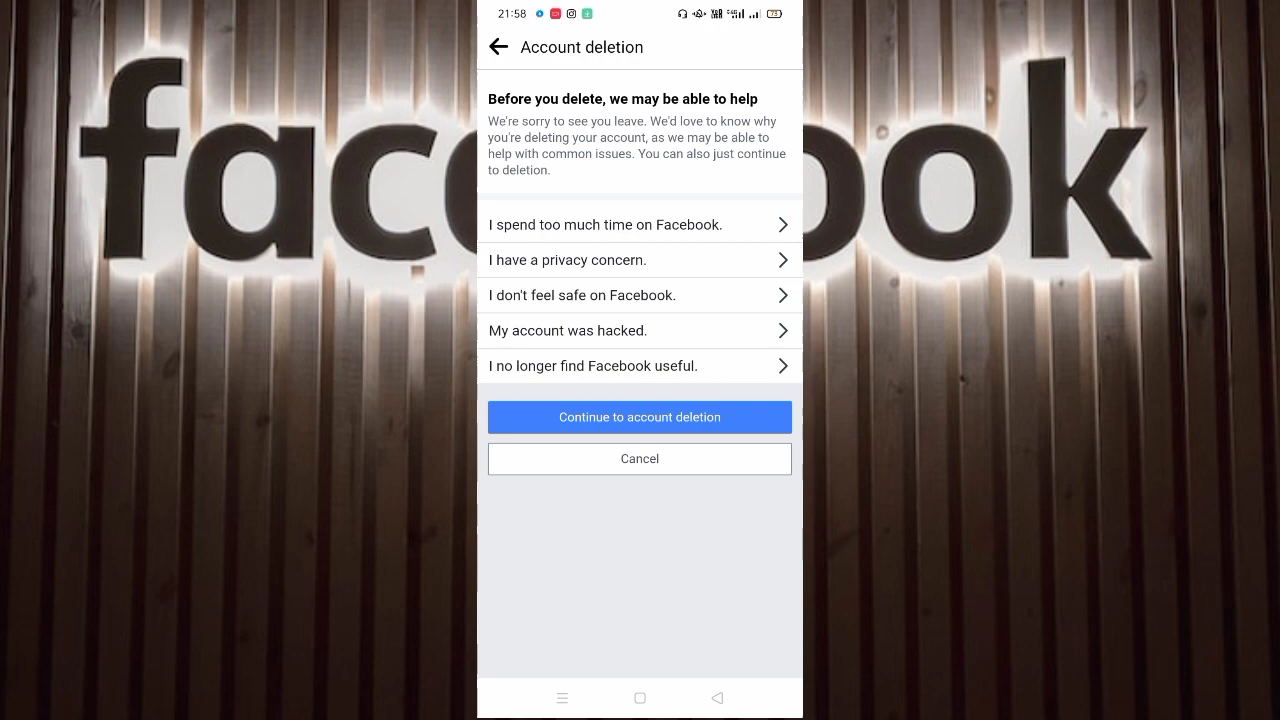 21:58
73
Account deletion
Before you delete, we may be able to help
We're sorry to see you leave. We'd love to know why
you're deleting your account, as we may be able to
help with common issues. You can also just continue
to deletion.
I spend too much time on Facebook.
I have a privacy concern.
I don't feel safe on Facebook.
My account was hacked.
I no longer find Facebook useful.
Continue to account deletion
Cancel
fac ook